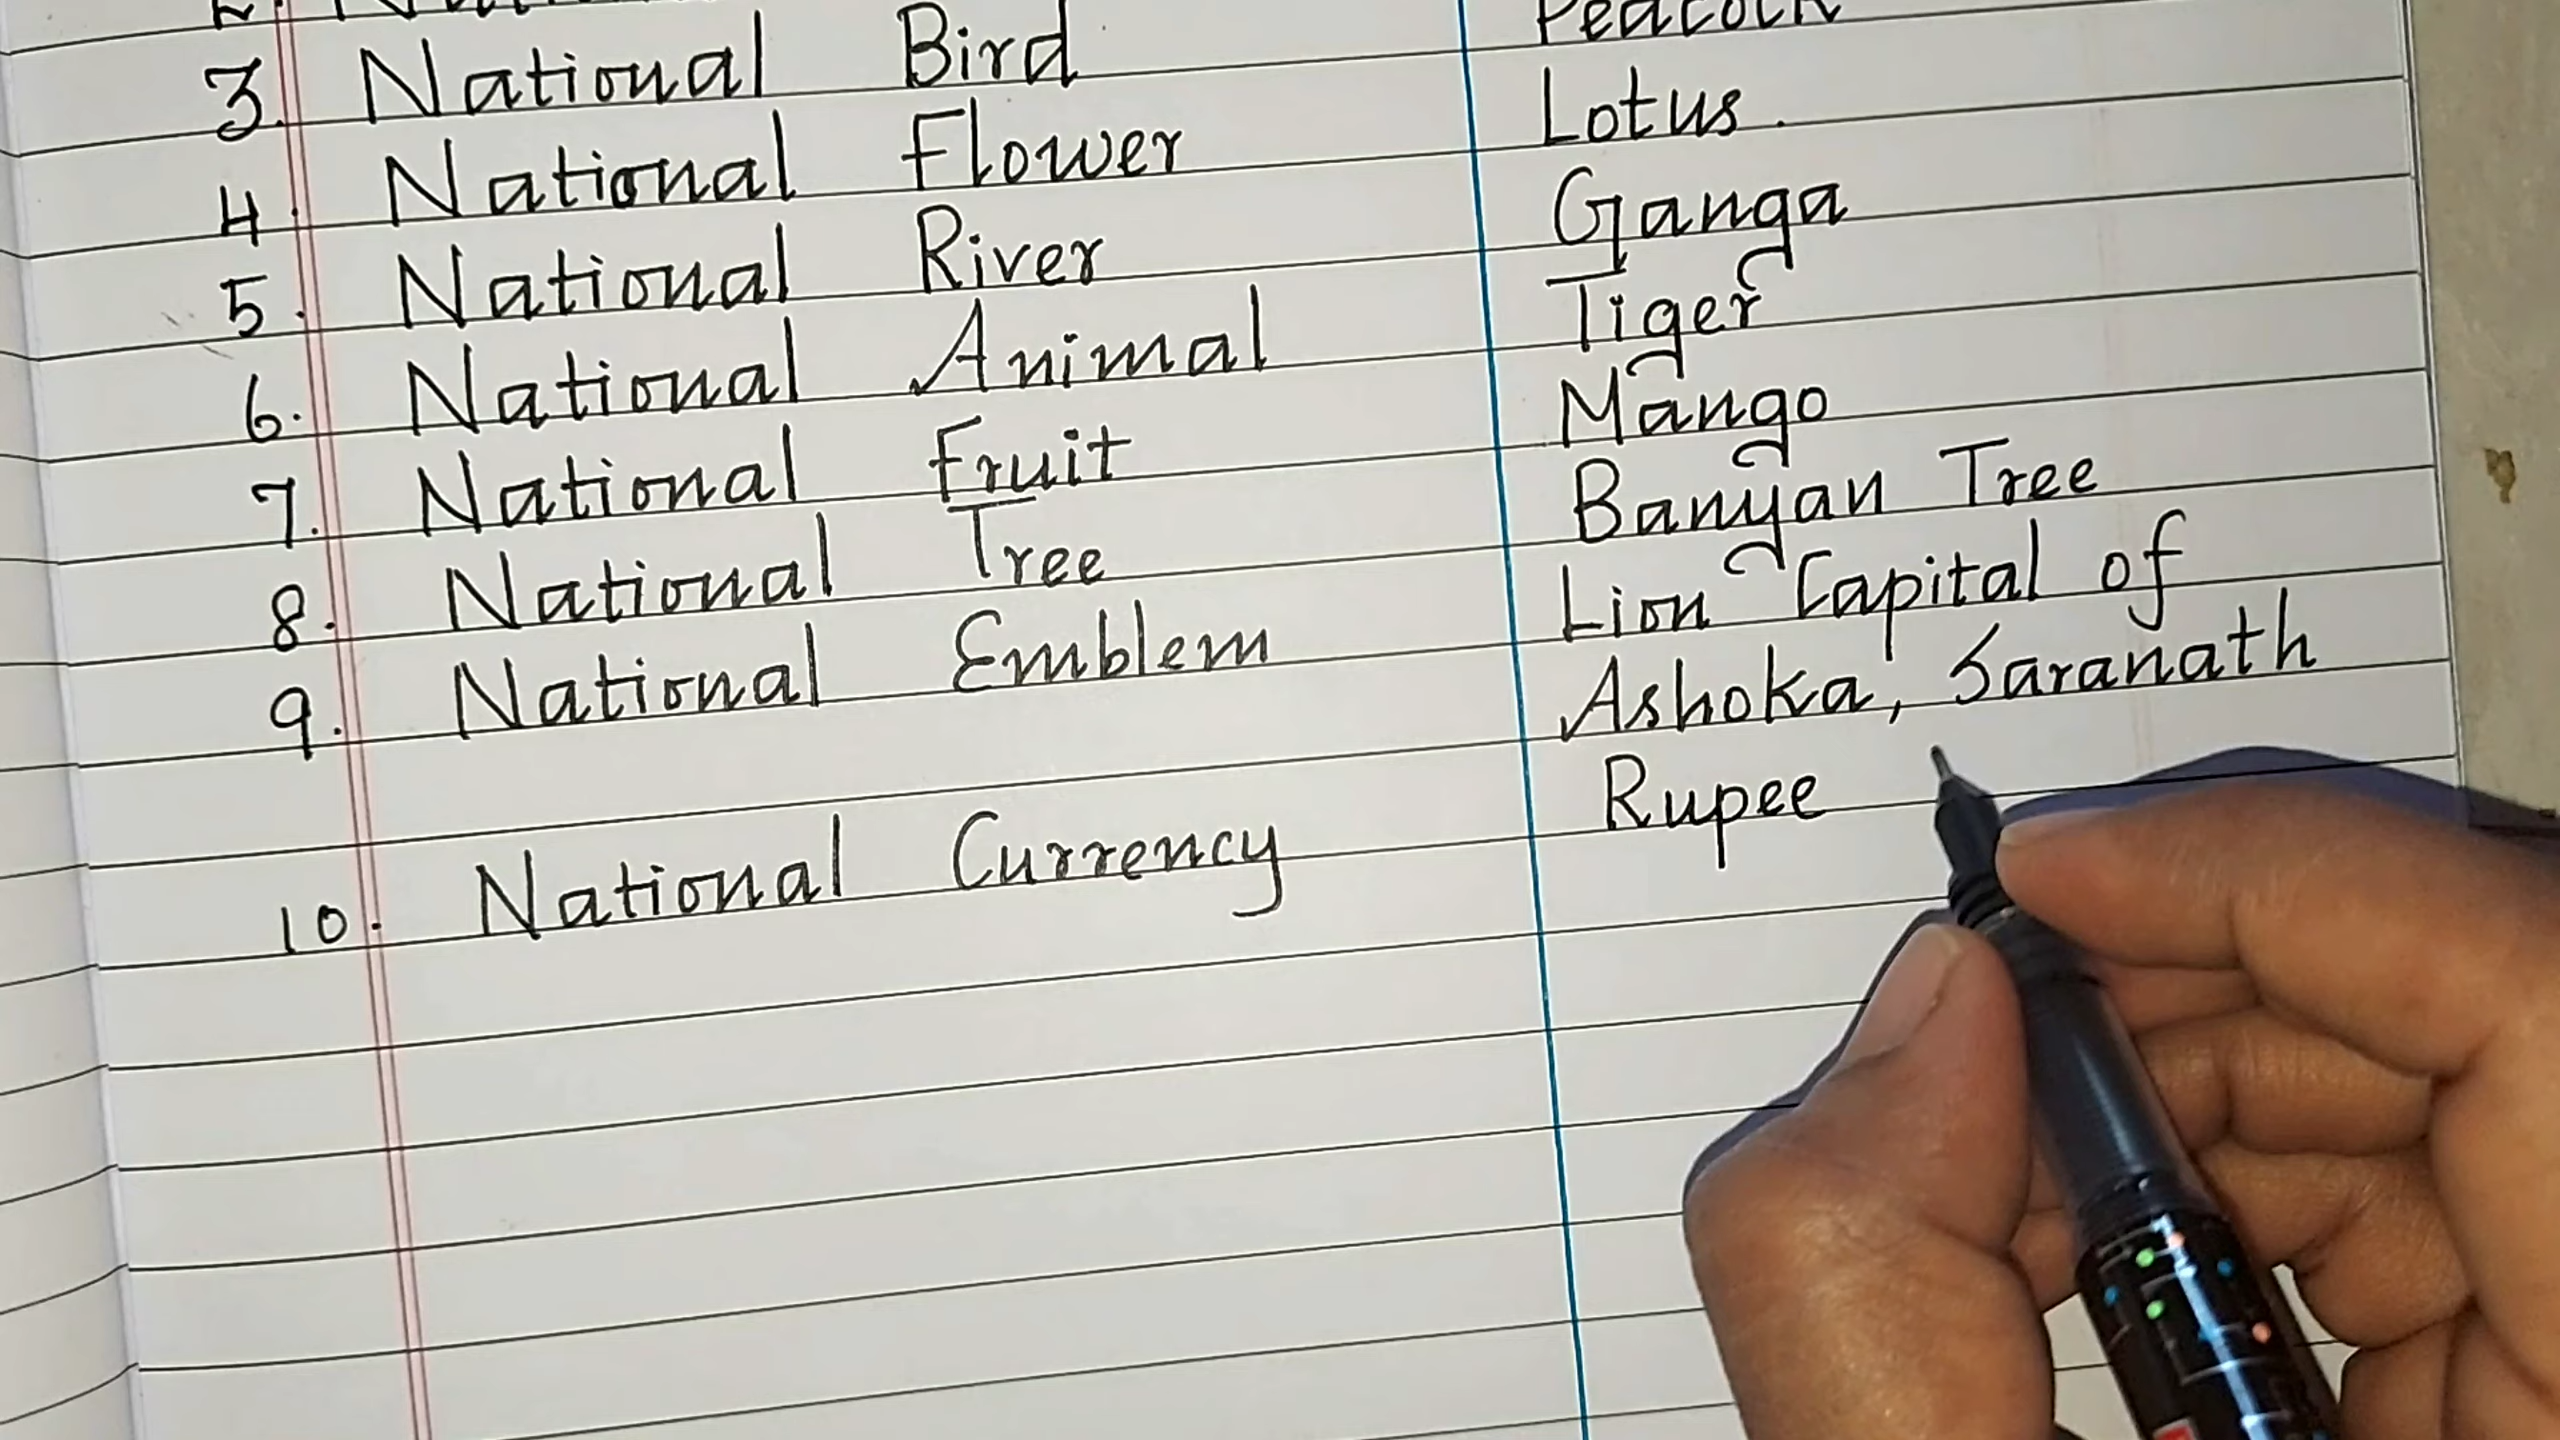 3. National Bird Peacock
4. National Flower Lotus.
5. National River Ganga
6. National Animal Tiger
7. National Fruit Mango
8. National Tree Banyan Tree
9. National Emblem Lion Capital of
Ashoka, Saranath
10. National Currency Rupee